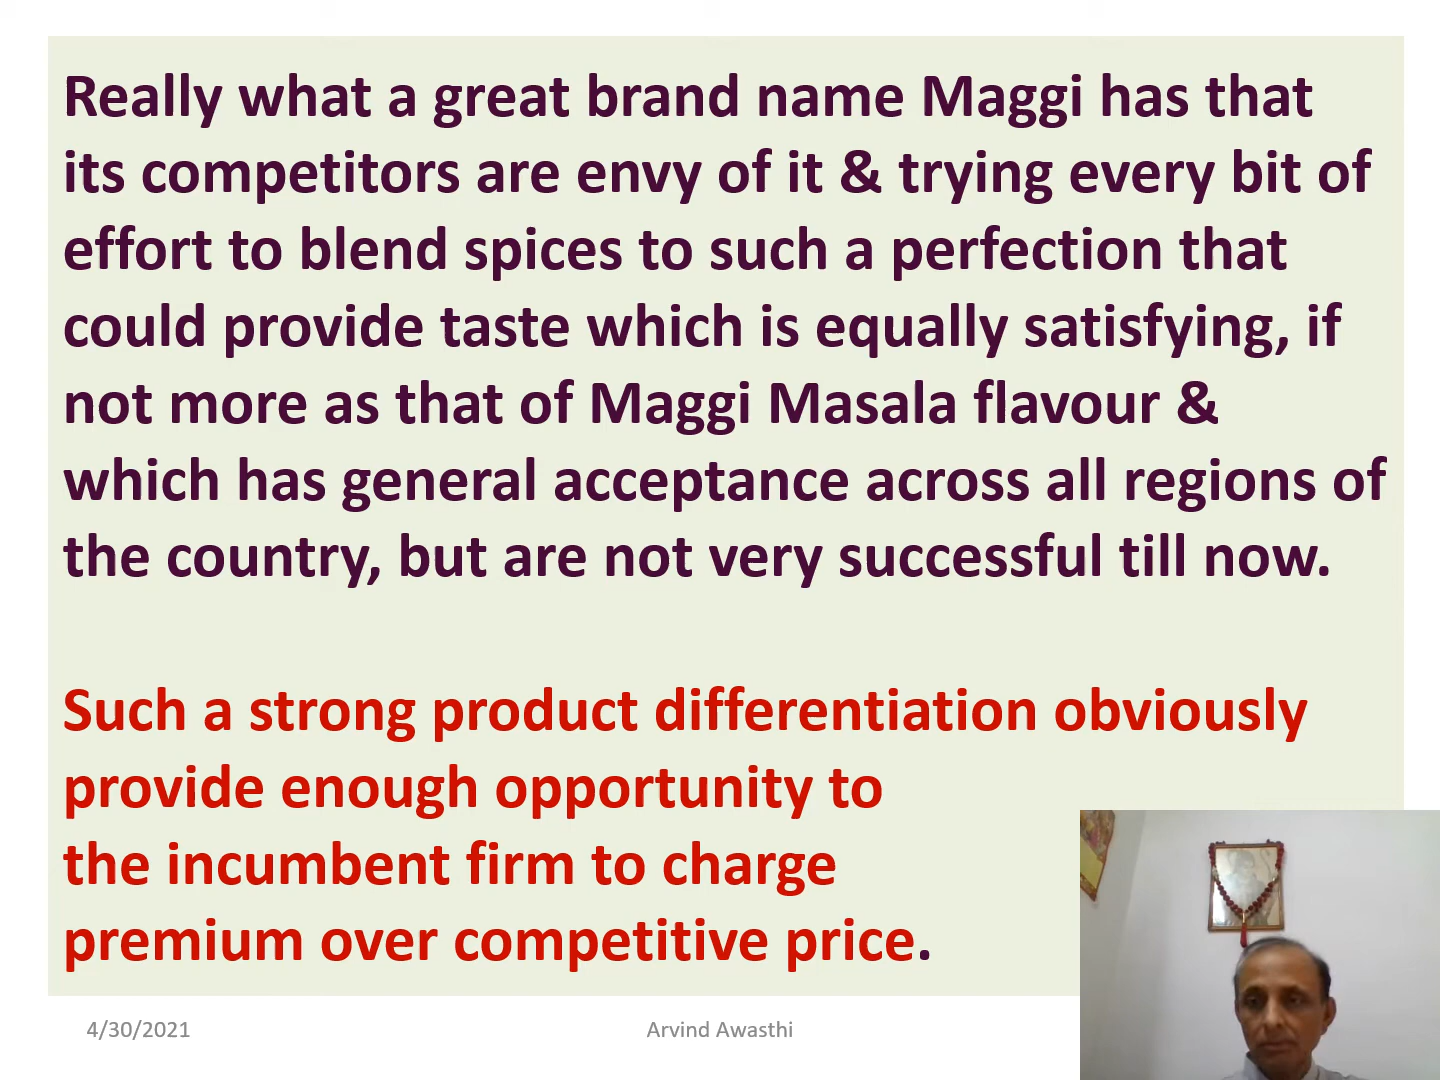 Really what a great brand name Maggi has that
its competitors are envy of it & trying every bit of
effort to blend spices to such a perfection that
could provide taste which is equally satisfying, if
not more as that of Maggi Masala flavour &
which has general acceptance across all regions of
the country, but are not very successful till now.
Such a strong product differentiation obviously
provide enough opportunity to
the incumbent firm to charge
premium over competitive price.
4/30/2021
Arvind Awasthi